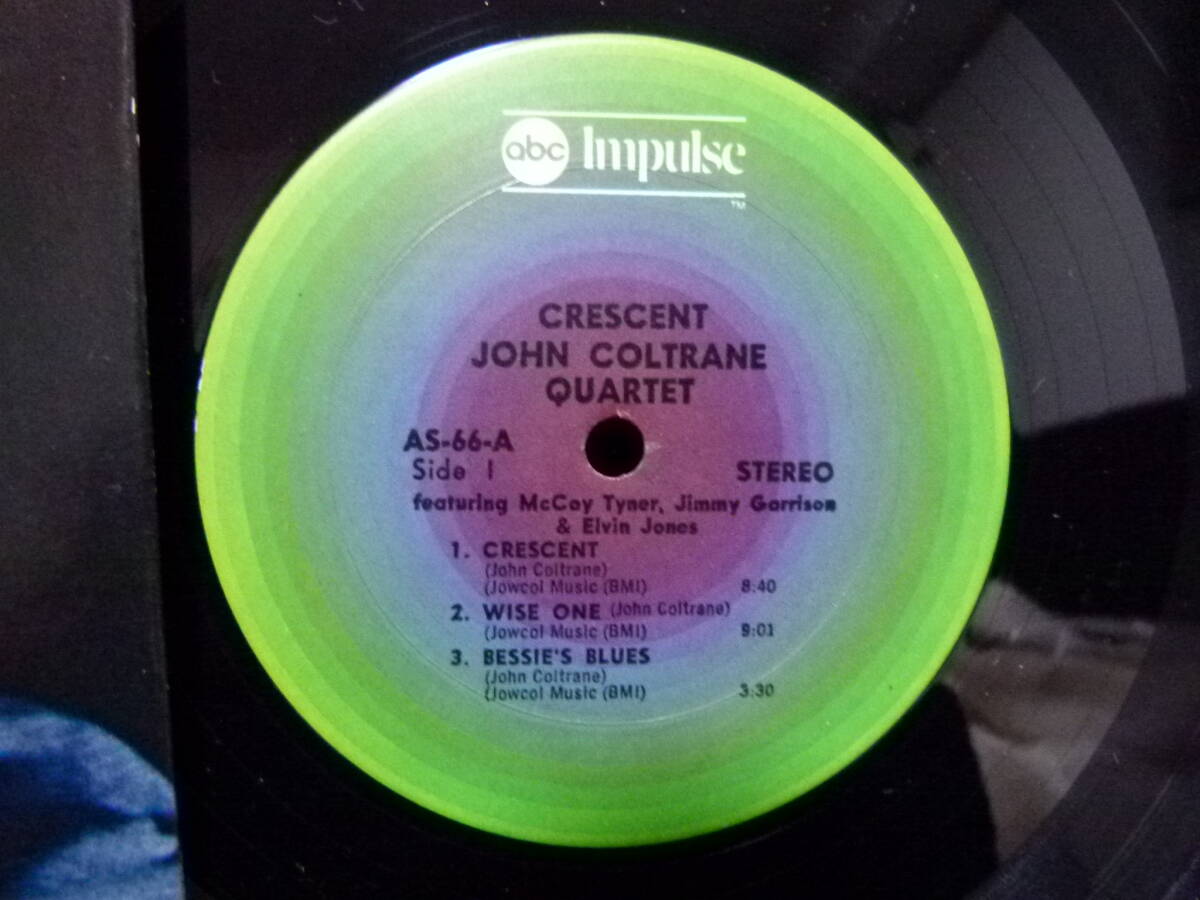 abc Impulse
TM
CRESCENT
JOHN COLTRANE
QUARTET
AS-66-A
Side 1 STEREO
featuring McCoy Tyner, Jimmy Garrison
& Elvin Jones
1. CRESCENT
(John Coltrane)
(Jowcol Music (BMI) 8:40
2. WISE ONE (John Coltrane)
(Jowcol Music (BMI) 9:01
3. BESSIE'S BLUES
(John Coltrane)
(Jowcol Music (BMI) 3:30